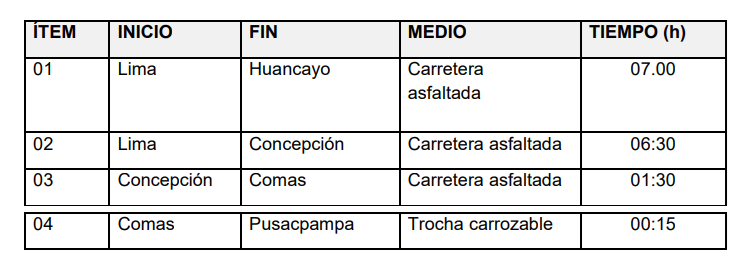 ÍTEM INICIO FIN MEDIO TIEMPO (h)
01 Lima Huancayo Carretera asfaltada 07.00
02 Lima Concepción Carretera asfaltada 06:30
03 Concepción Comas Carretera asfaltada 01:30
04 Comas Pusacpampa Trocha carrozable 00:15